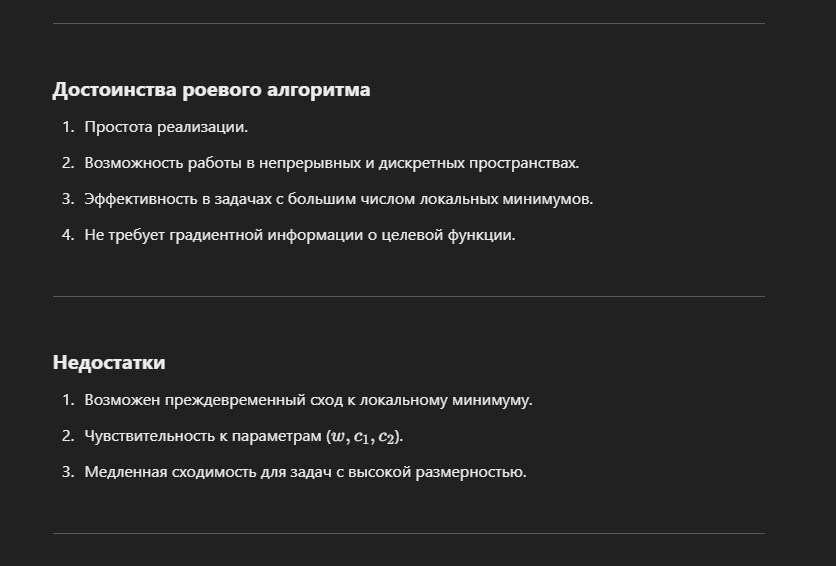 Достоинства роевого алгоритма
1. Простота реализации.
2. Возможность работы в непрерывных и дискретных пространствах.
3. Эффективность в задачах с большим числом локальных минимумов.
4. Не требует градиентной информации о целевой функции.
Недостатки
1. Возможен преждевременный сход к локальному минимуму.
2. Чувствительность к параметрам (w, c₁, c₂).
3. Медленная сходимость для задач с высокой размерностью.